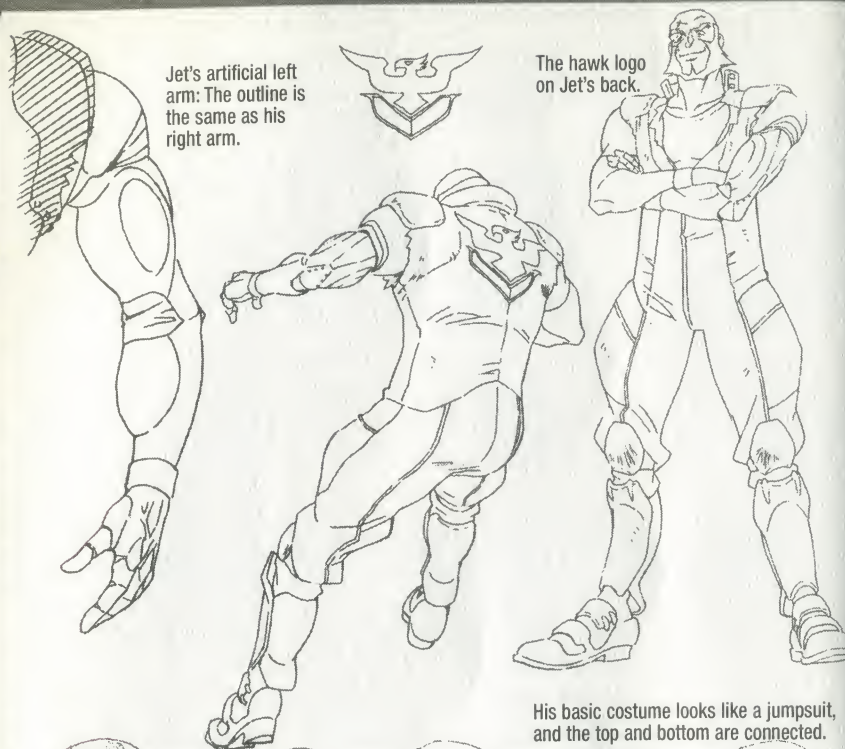 Jet's artificial left
arm: The outline is
the same as his
right arm.
The hawk logo
on Jet's back.
His basic costume looks like a jumpsuit,
and the top and bottom are connected.